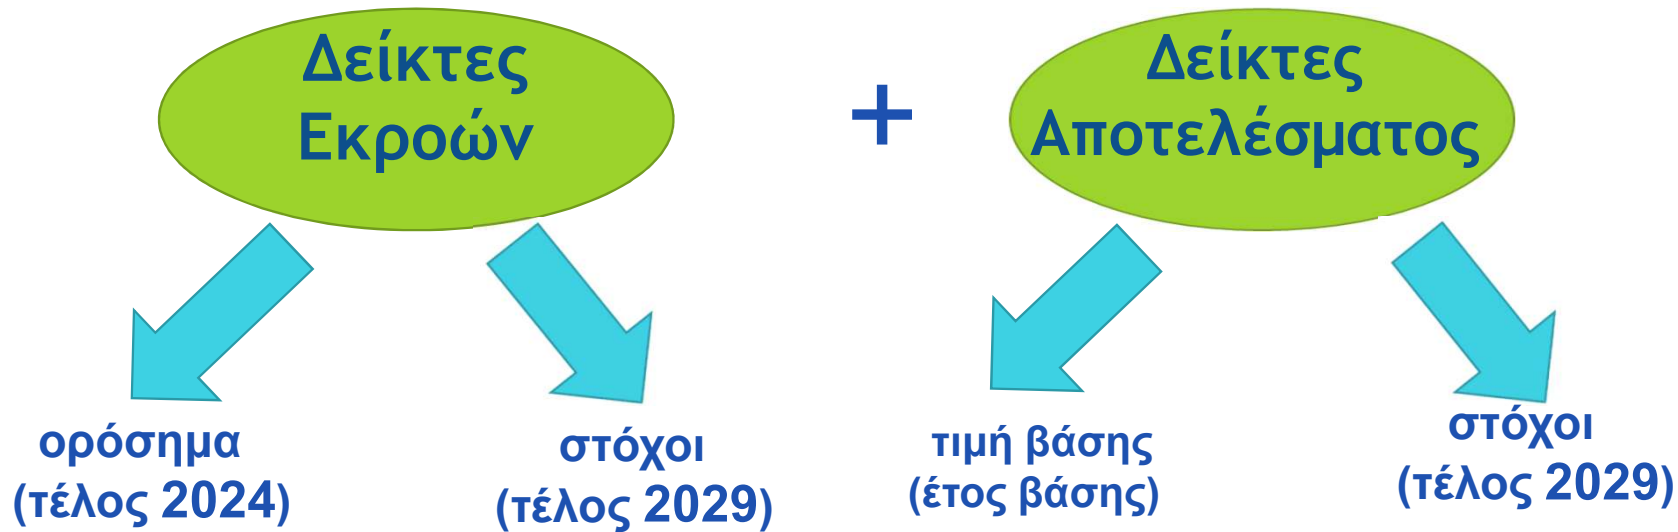 Δείκτες
Εκροών
+
Δείκτες
Αποτελέσματος
ορόσημα
(τέλος 2024)
στόχοι
(τέλος 2029)
τιμή βάσης
(έτος βάσης)
στόχοι
(τέλος 2029)